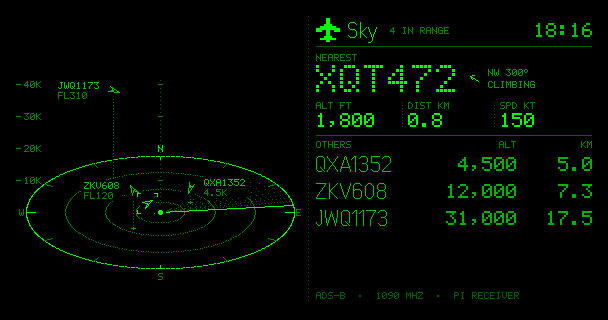 Sky 4 IN RANGE 18:16
NEAREST
XQT472 NW 300°
CLIMBING
ALT FT DIST KM SPD KT
1,800 0.8 150
OTHERS ALT KM
QXA1352 4,500 5.0
ZKV608 12,000 7.3
JWQ1173 31,000 17.5
ADS-B • 1090 MHZ • PI RECEIVER
40K
30K
20K
10K
JWQ1173
FL310
N
ZKV608
FL120
QXA1352
4.5K
W
E
S